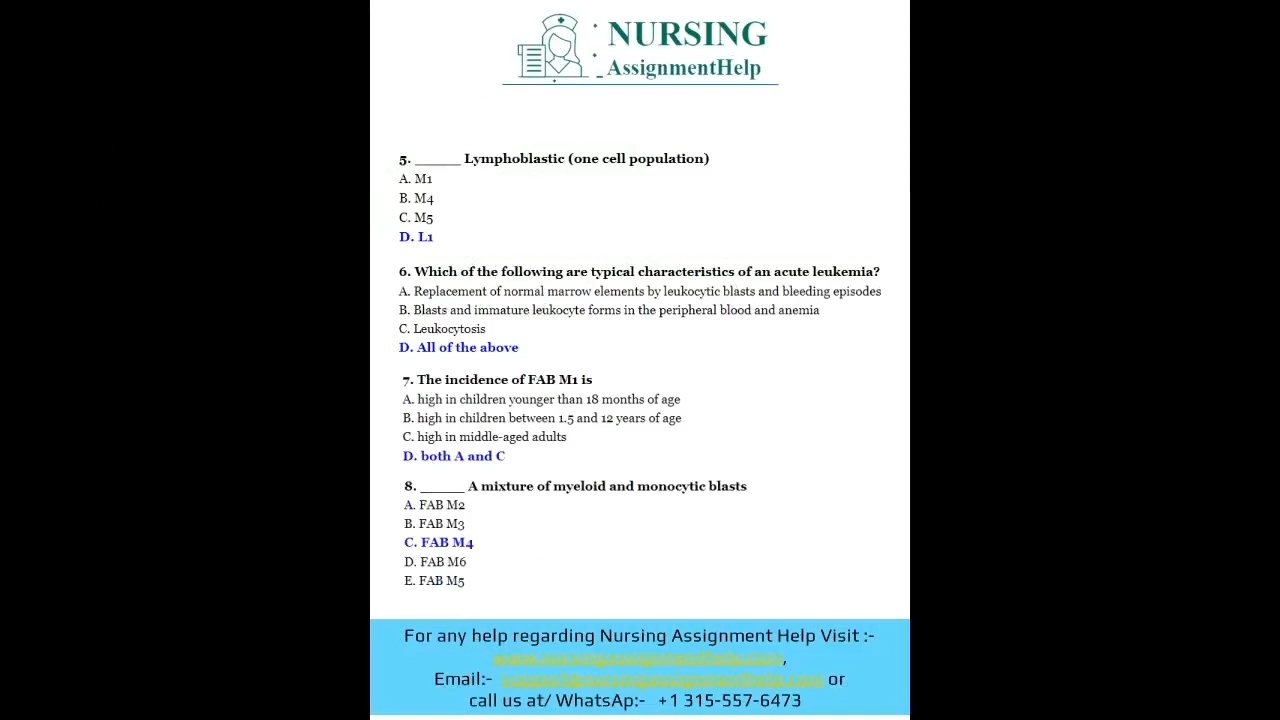 NURSING
AssignmentHelp
5. ______ Lymphoblastic (one cell population)
A. M1
B. M4
C. M5
D. L1
6. Which of the following are typical characteristics of an acute leukemia?
A. Replacement of normal marrow elements by leukocytic blasts and bleeding episodes
B. Blasts and immature leukocyte forms in the peripheral blood and anemia
C. Leukocytosis
D. All of the above
7. The incidence of FAB M1 is
A. high in children younger than 18 months of age
B. high in children between 1.5 and 12 years of age
C. high in middle-aged adults
D. both A and C
8. ______ A mixture of myeloid and monocytic blasts
A. FAB M2
B. FAB M3
C. FAB M4
D. FAB M6
E. FAB M5
For any help regarding Nursing Assignment Help Visit :-
www.nursingassignmenthelp.com,
Email:- support@nursingassignmenthelp.com or
call us at/ WhatsAp:- +1 315-557-6473